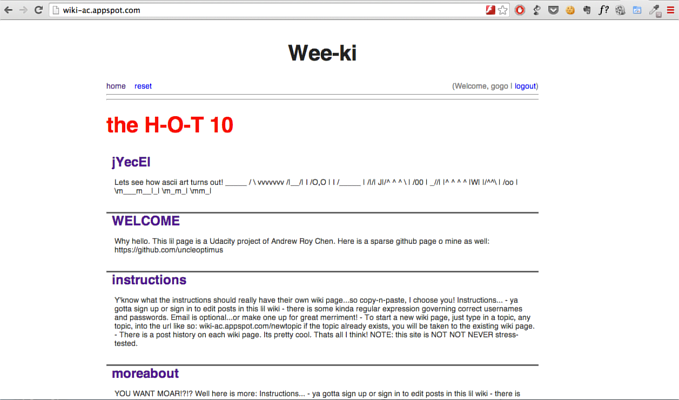 wiki-ac.appspot.com
Wee-ki
home reset (Welcome, gogo | logout)
the H-O-T 10
jYecEl
Lets see how ascii art turns out! _____ / \ vvvvvvv /|__/| I /O,O | I /_____ | /|/| J|/^ ^ ^ \ | /00 | _//| |^ ^ ^ ^ |W| |/^^\ | /oo |
\m___m__|_| \m_m_| \mm_|
WELCOME
Why hello. This lil page is a Udacity project of Andrew Roy Chen. Here is a sparse github page o mine as well:
https://github.com/uncleoptimus
instructions
Y'know what the instructions should really have their own wiki page...so copy-n-paste, I choose you! Instructions... - ya
gotta sign up or sign in to edit posts in this lil wiki - there is some kinda regular expression governing correct usernames
and passwords. Email is optional...or make one up for great merriment! - To start a new wiki page, just type in a topic, any
topic, into the url like so: wiki-ac.appspot.com/newtopic if the topic already exists, you will be taken to the existing wiki page.
- There is a post history on each wiki page. Its pretty cool. Thats all I think! NOTE: this site is NOT NOT NEVER stress-
tested.
moreabout
YOU WANT MOAR!?!? Well here is more: Instructions... - ya gotta sign up or sign in to edit posts in this lil wiki - there is